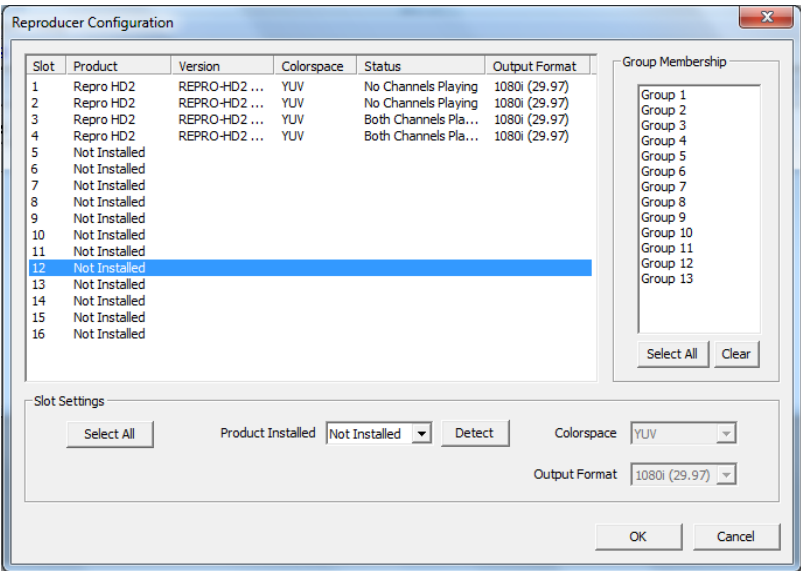 Reproducer Configuration
Slot Product Version Colorspace Status Output Format
1 Repro HD2 REPRO-HD2 ... YUV No Channels Playing 1080i (29.97)
2 Repro HD2 REPRO-HD2 ... YUV No Channels Playing 1080i (29.97)
3 Repro HD2 REPRO-HD2 ... YUV Both Channels Pla... 1080i (29.97)
4 Repro HD2 REPRO-HD2 ... YUV Both Channels Pla... 1080i (29.97)
5 Not Installed
6 Not Installed
7 Not Installed
8 Not Installed
9 Not Installed
10 Not Installed
11 Not Installed
12 Not Installed
13 Not Installed
14 Not Installed
15 Not Installed
16 Not Installed
Group Membership
Group 1
Group 2
Group 3
Group 4
Group 5
Group 6
Group 7
Group 8
Group 9
Group 10
Group 11
Group 12
Group 13
Select All Clear
Slot Settings
Select All Product Installed Not Installed Detect Colorspace YUV
Output Format 1080i (29.97)
OK Cancel